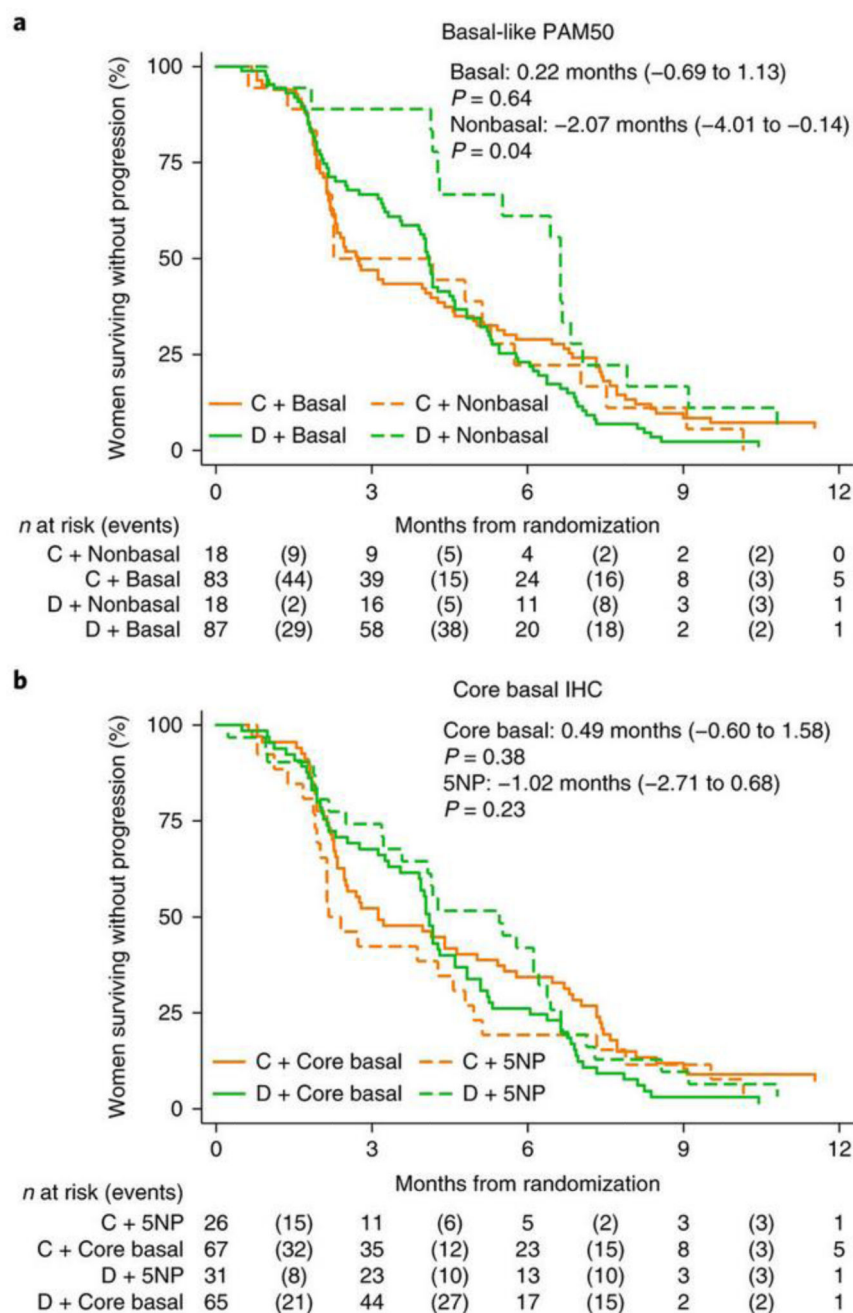 a
Basal-like PAM50
Women surviving without progression (%)
100
75
50
25
0
Basal: 0.22 months (−0.69 to 1.13)
P = 0.64
Nonbasal: −2.07 months (−4.01 to −0.14)
P = 0.04
C + Basal C + Nonbasal
D + Basal D + Nonbasal
0 3 6 9 12
n at risk (events) Months from randomization
C + Nonbasal 18 (9) 9 (5) 4 (2) 2 (2) 0
C + Basal 83 (44) 39 (15) 24 (16) 8 (3) 5
D + Nonbasal 18 (2) 16 (5) 11 (8) 3 (3) 1
D + Basal 87 (29) 58 (38) 20 (18) 2 (2) 1
b
Core basal IHC
Women surviving without progression (%)
100
75
50
25
0
Core basal: 0.49 months (−0.60 to 1.58)
P = 0.38
5NP: −1.02 months (−2.71 to 0.68)
P = 0.23
C + Core basal C + 5NP
D + Core basal D + 5NP
0 3 6 9 12
n at risk (events) Months from randomization
C + 5NP 26 (15) 11 (6) 5 (2) 3 (3) 1
C + Core basal 67 (32) 35 (12) 23 (15) 8 (3) 5
D + 5NP 31 (8) 23 (10) 13 (10) 3 (3) 1
D + Core basal 65 (21) 44 (27) 17 (15) 2 (2) 1